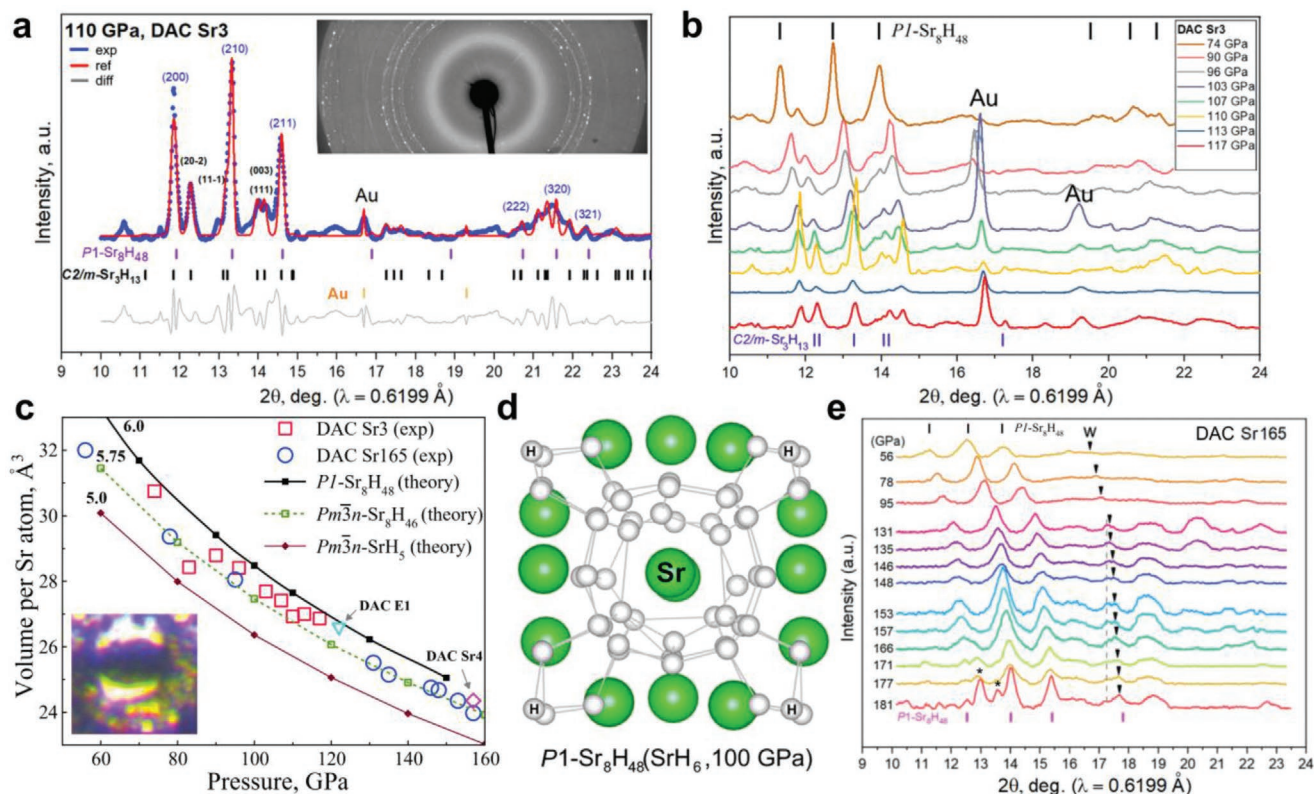 a
110 GPa, DAC Sr3
exp
ref
diff
(200)
(20-2)
(11-1)
(210)
(003)
(111)
(211)
Au
(222)
(320)
(321)
P1-Sr8H48
C2/m-Sr3H13
Au
Intensity, a.u.
10 11 12 13 14 15 16 17 18 19 20 21 22 23 24
2θ, deg. (λ = 0.6199 Å)
b
P1-Sr8H48
DAC Sr3
74 GPa
90 GPa
96 GPa
103 GPa
107 GPa
110 GPa
113 GPa
117 GPa
Au
Au
C2/m-Sr3H13
Intensity, a.u.
10 12 14 16 18 20 22 24
2θ, deg. (λ = 0.6199 Å)
c
6.0
5.75
5.0
DAC Sr3 (exp)
DAC Sr165 (exp)
P1-Sr8H48 (theory)
Pm3̄n-Sr8H46 (theory)
Pm3̄n-SrH5 (theory)
DAC E1
DAC Sr4
Volume per Sr atom, Å3
32
30
28
26
24
60 80 100 120 140 160
Pressure, GPa
d
H
H
Sr
H
H
P1-Sr8H48(SrH6,100 GPa)
e
(GPa)
P1-Sr8H48
W
DAC Sr165
56
78
95
131
135
146
148
153
157
166
171
177
181
* *
P1-Sr8H48
Intensity (a.u.)
10 11 12 13 14 15 16 17 18 19 20 21 22 23 24
2θ, deg. (λ = 0.6199 Å)